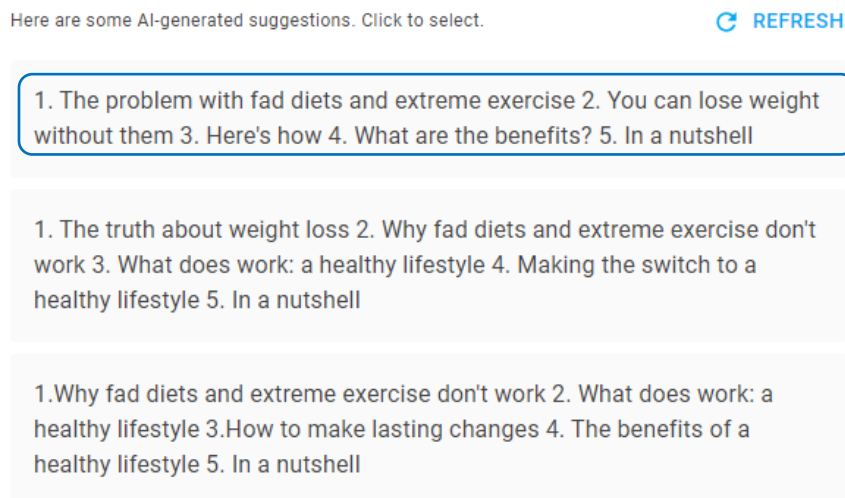 Here are some AI-generated suggestions. Click to select.
REFRESH
1. The problem with fad diets and extreme exercise 2. You can lose weight
without them 3. Here's how 4. What are the benefits? 5. In a nutshell
1. The truth about weight loss 2. Why fad diets and extreme exercise don't
work 3. What does work: a healthy lifestyle 4. Making the switch to a
healthy lifestyle 5. In a nutshell
1.Why fad diets and extreme exercise don't work 2. What does work: a
healthy lifestyle 3.How to make lasting changes 4. The benefits of a
healthy lifestyle 5. In a nutshell